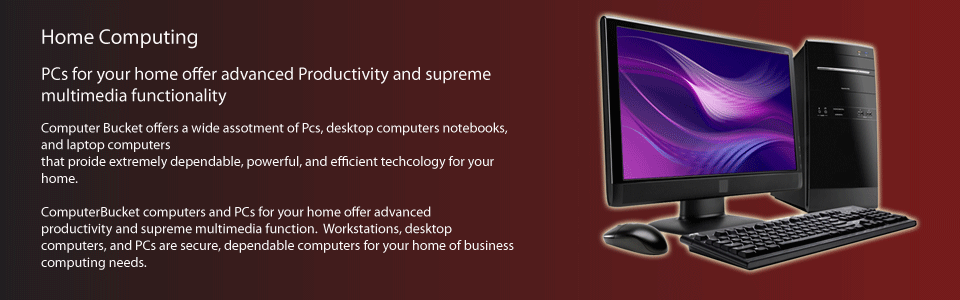 Home Computing
PCs for your home offer advanced Productivity and supreme
multimedia functionality
Computer Bucket offers a wide assotment of Pcs, desktop computers notebooks,
and laptop computers
that proide extremely dependable, powerful, and efficient techcology for your
home.
ComputerBucket computers and PCs for your home offer advanced
productivity and supreme multimedia function. Workstations, desktop
computers, and PCs are secure, dependable computers for your home of business
computing needs.